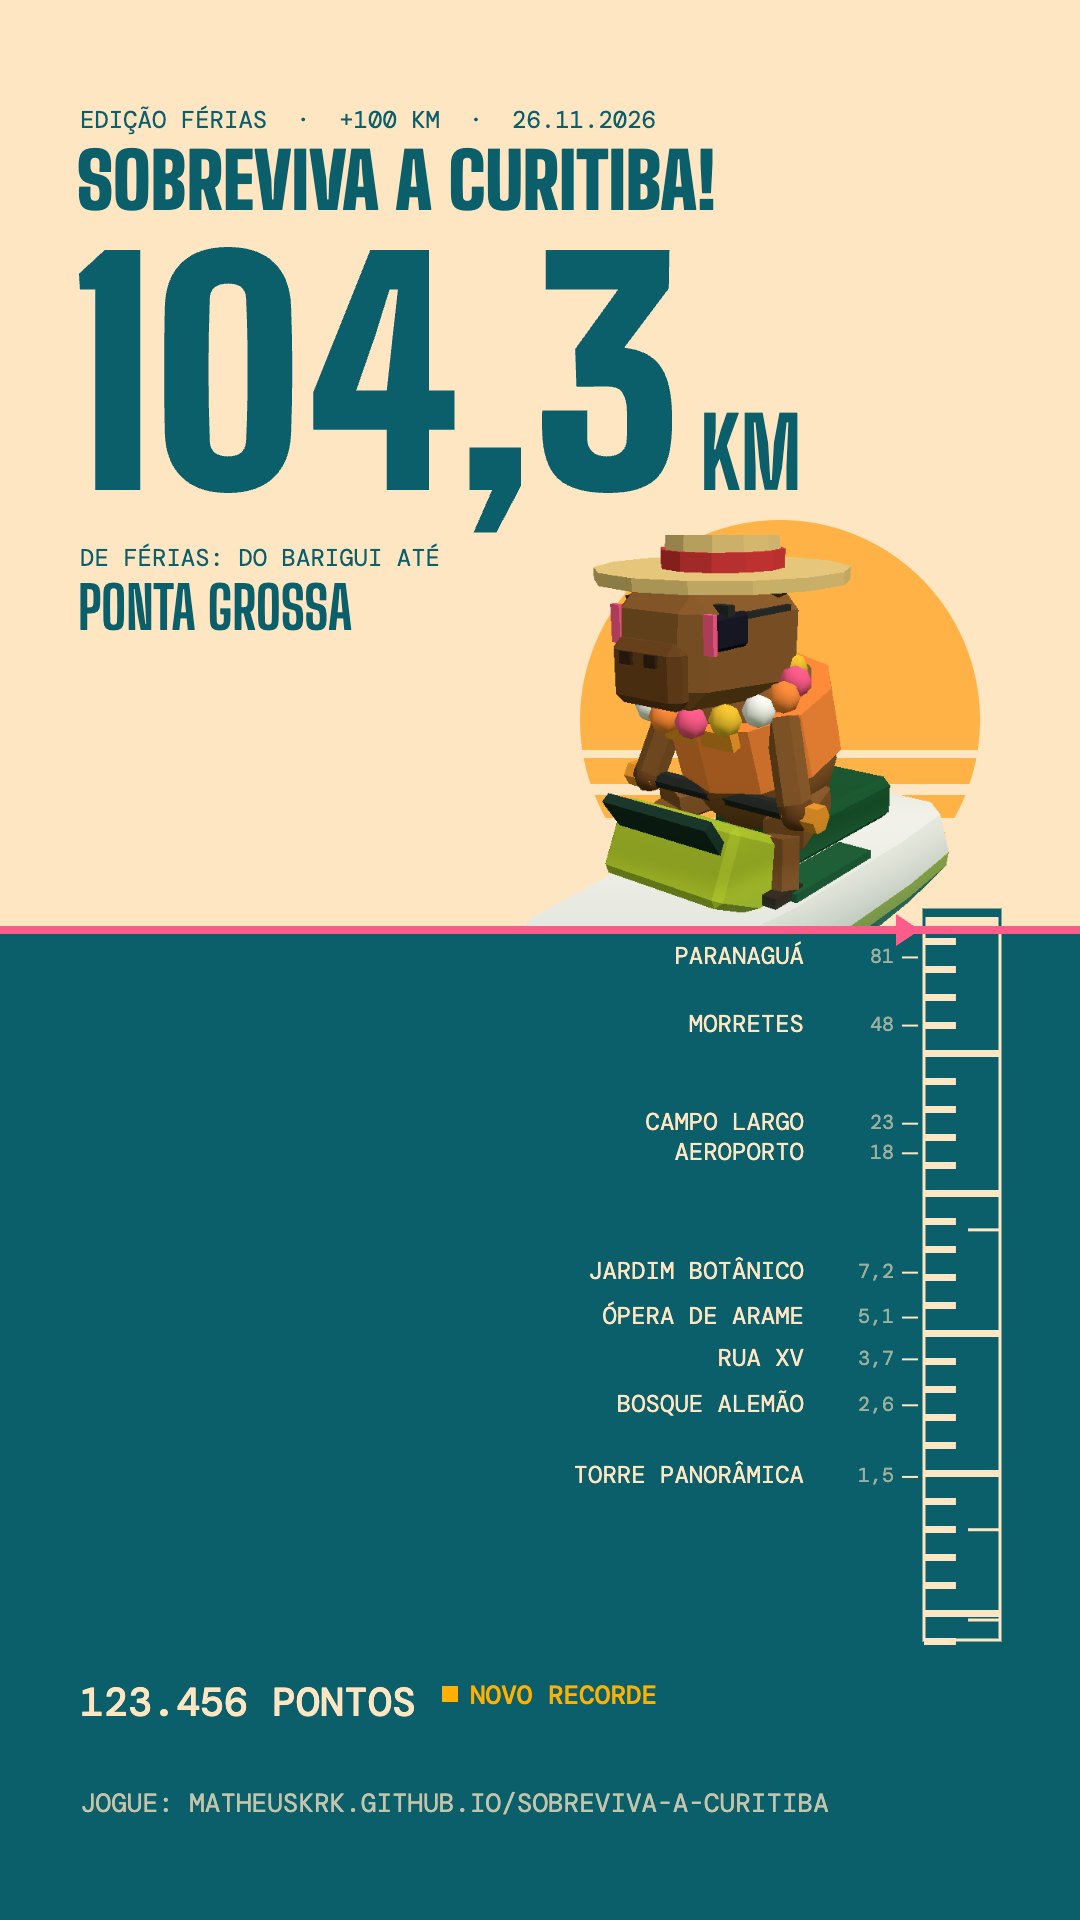 EDIÇÃO FÉRIAS · +100 KM · 26.11.2026
SOBREVIVA A CURITIBA!
104,3 KM
DE FÉRIAS: DO BARIGUI ATÉ
PONTA GROSSA
PARANAGUÁ 81
MORRETES 48
CAMPO LARGO 23
AEROPORTO 18
JARDIM BOTÂNICO 7,2
ÓPERA DE ARAME 5,1
RUA XV 3,7
BOSQUE ALEMÃO 2,6
TORRE PANORÂMICA 1,5
123.456 PONTOS NOVO RECORDE
JOGUE: MATHEUSKRK.GITHUB.IO/SOBREVIVA-A-CURITIBA